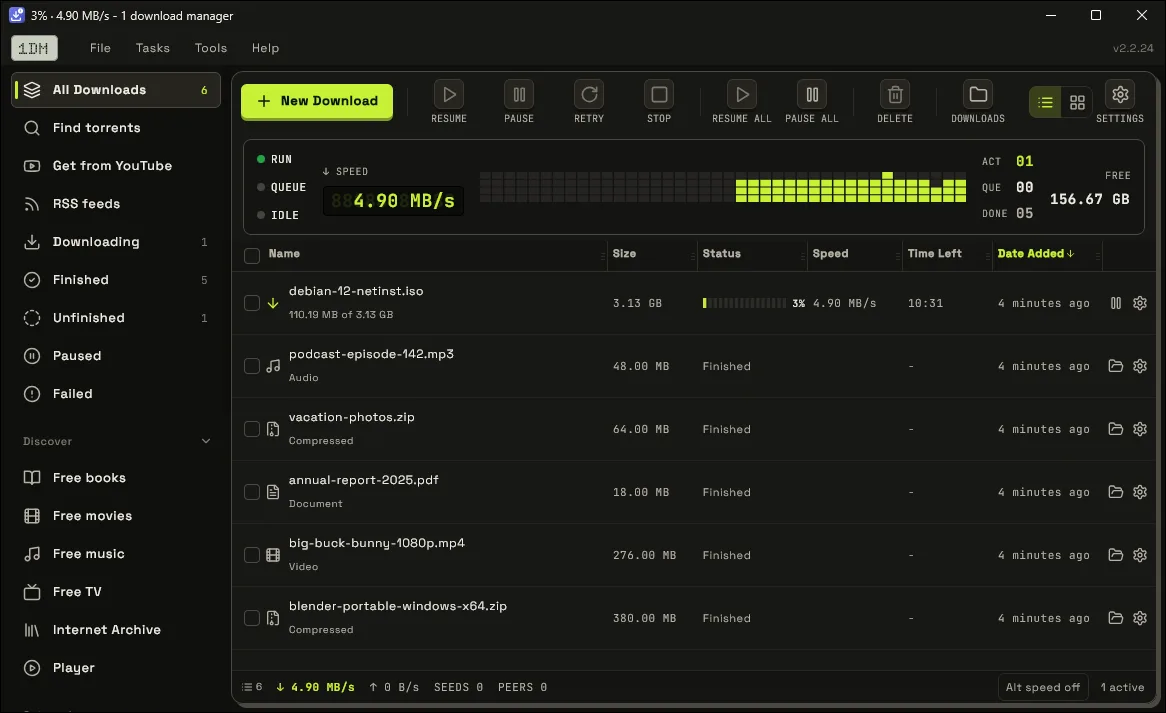 3% · 4.90 MB/s - 1 download manager
1DM File Tasks Tools Help v2.2.24
All Downloads 6
Find torrents
Get from YouTube
RSS feeds
Downloading 1
Finished 5
Unfinished 1
Paused
Failed
Discover
Free books
Free movies
Free music
Free TV
Internet Archive
Player
+ New Download
RESUME PAUSE RETRY STOP RESUME ALL PAUSE ALL DELETE DOWNLOADS SETTINGS
RUN
QUEUE
IDLE
↓ SPEED
4.90 MB/s
ACT 01
QUE 00
DONE 05
FREE
156.67 GB
Name Size Status Speed Time Left Date Added ↓
debian-12-netinst.iso
110.19 MB of 3.13 GB
3.13 GB 3% 4.90 MB/s 10:31 4 minutes ago
podcast-episode-142.mp3
Audio
48.00 MB Finished - 4 minutes ago
vacation-photos.zip
Compressed
64.00 MB Finished - 4 minutes ago
annual-report-2025.pdf
Document
18.00 MB Finished - 4 minutes ago
big-buck-bunny-1080p.mp4
Video
276.00 MB Finished - 4 minutes ago
blender-portable-windows-x64.zip
Compressed
380.00 MB Finished - 4 minutes ago
6 ↓ 4.90 MB/s ↑ 0 B/s SEEDS 0 PEERS 0 Alt speed off 1 active